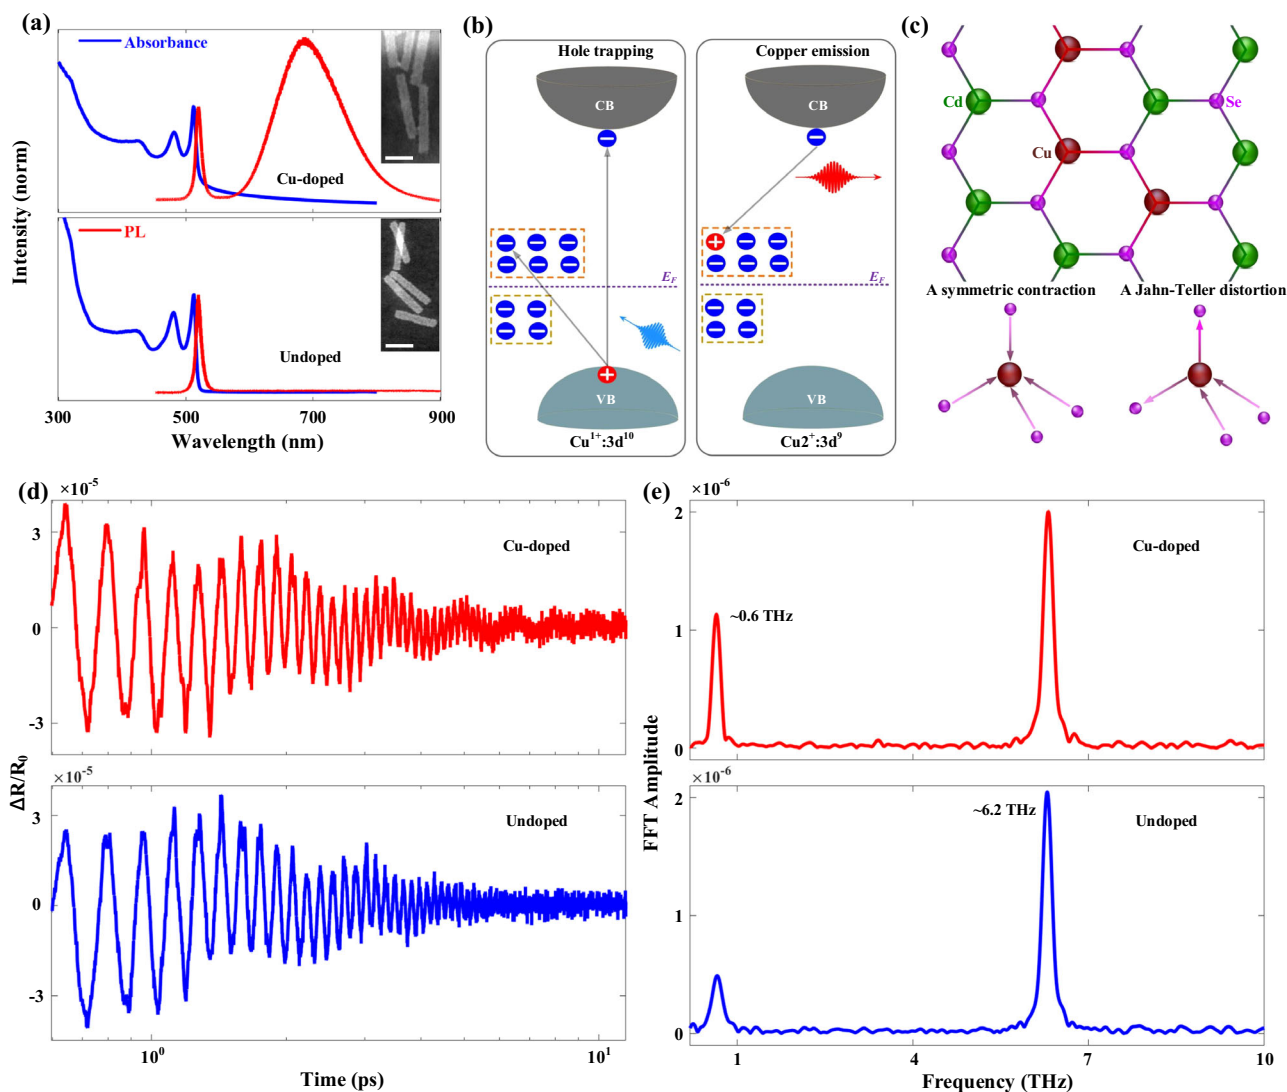 (a)
Absorbance
Cu-doped
PL
Undoped
Intensity (norm)
300
500
700
900
Wavelength (nm)
(b)
Hole trapping
CB
E_F
VB
Cu¹⁺:3d¹⁰
Copper emission
CB
E_F
VB
Cu2⁺:3d⁹
(c)
Cd
Se
Cu
A symmetric contraction
A Jahn-Teller distortion
(d)
×10⁻⁵
Cu-doped
3
0
-3
×10⁻⁵
Undoped
3
0
-3
ΔR/R₀
10⁰
10¹
Time (ps)
(e)
×10⁻⁶
Cu-doped
~0.6 THz
2
1
0
×10⁻⁶
~6.2 THz
Undoped
2
1
0
FFT Amplitude
1
4
7
10
Frequency (THz)